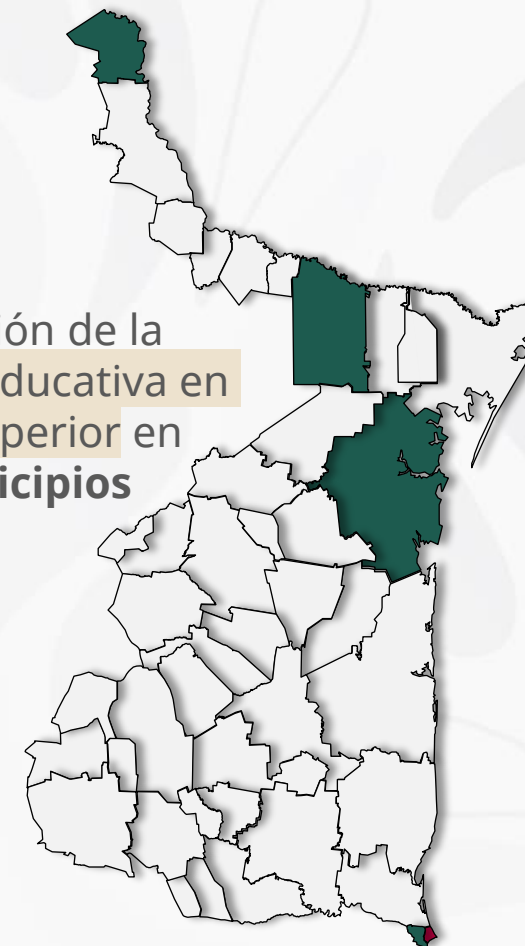 ón de la
ducativa en
perior en
icipios